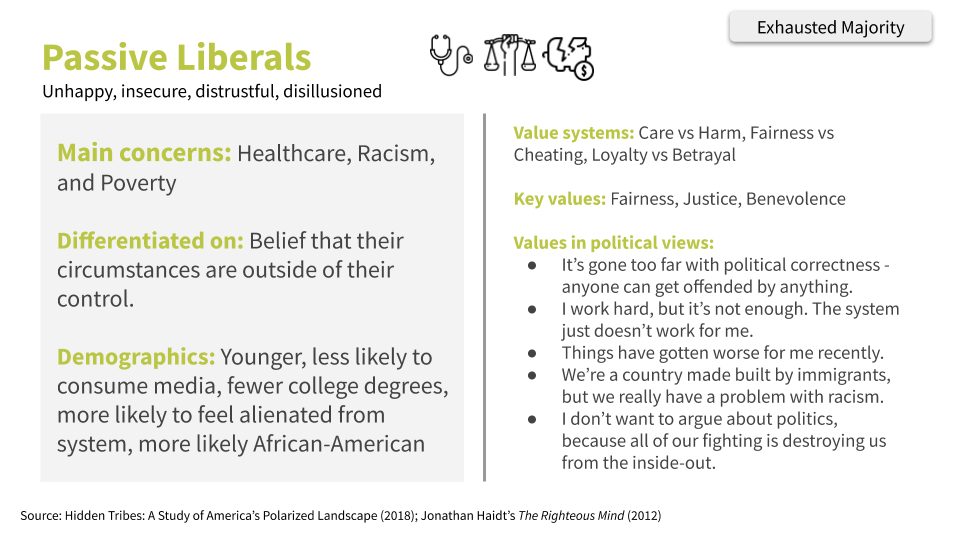 Exhausted Majority
Passive Liberals
Unhappy, insecure, distrustful, disillusioned
Main concerns: Healthcare, Racism,
and Poverty
Differentiated on: Belief that their
circumstances are outside of their
control.
Demographics: Younger, less likely to
consume media, fewer college degrees,
more likely to feel alienated from
system, more likely African-American
Value systems: Care vs Harm, Fairness vs
Cheating, Loyalty vs Betrayal
Key values: Fairness, Justice, Benevolence
Values in political views:
● It’s gone too far with political correctness -
anyone can get offended by anything.
● I work hard, but it’s not enough. The system
just doesn’t work for me.
● Things have gotten worse for me recently.
● We’re a country made built by immigrants,
but we really have a problem with racism.
● I don’t want to argue about politics,
because all of our fighting is destroying us
from the inside-out.
Source: Hidden Tribes: A Study of America’s Polarized Landscape (2018); Jonathan Haidt’s The Righteous Mind (2012)